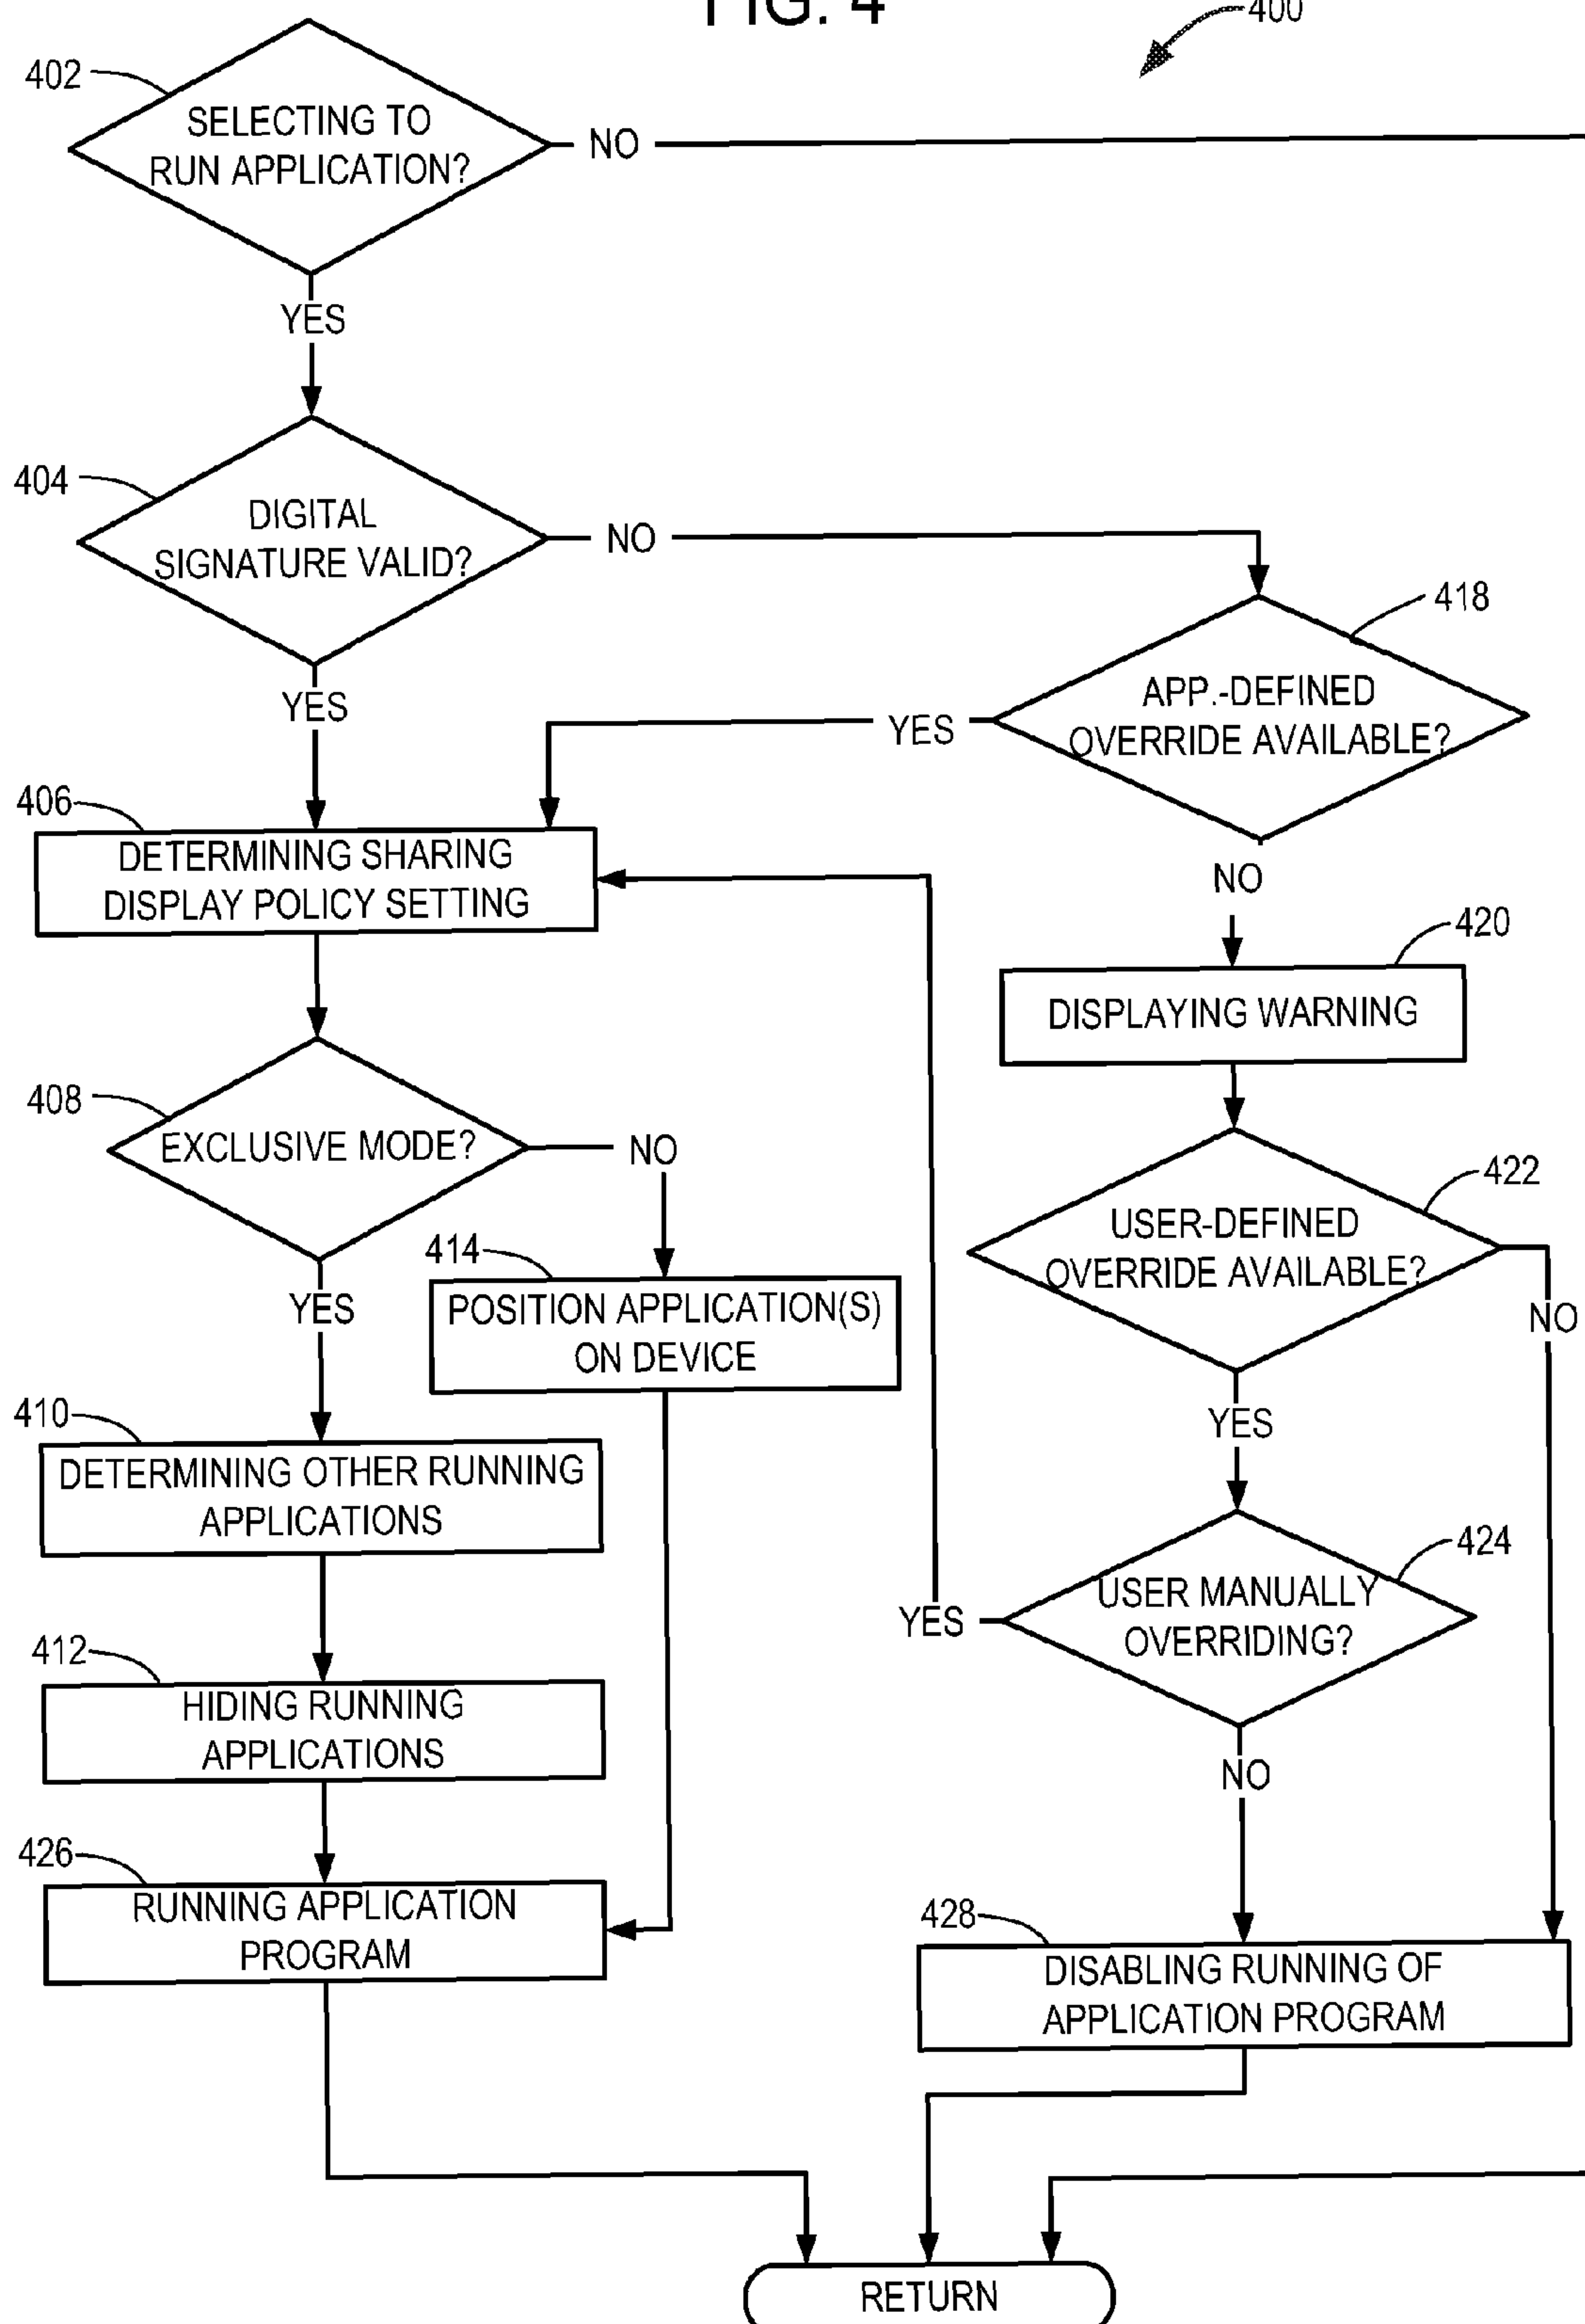 FIG. 4
400
402
SELECTING TO
RUN APPLICATION?
NO
YES
404
DIGITAL
SIGNATURE VALID?
NO
418
YES
APP.-DEFINED
OVERRIDE AVAILABLE?
YES
406
DETERMINING SHARING
DISPLAY POLICY SETTING
NO
420
DISPLAYING WARNING
408
EXCLUSIVE MODE?
NO
422
USER-DEFINED
OVERRIDE AVAILABLE?
414
YES
POSITION APPLICATION(S)
ON DEVICE
NO
410
YES
DETERMINING OTHER RUNNING
APPLICATIONS
424
USER MANUALLY
OVERRIDING?
YES
412
HIDING RUNNING
APPLICATIONS
NO
426
RUNNING APPLICATION
PROGRAM
428
DISABLING RUNNING OF
APPLICATION PROGRAM
RETURN